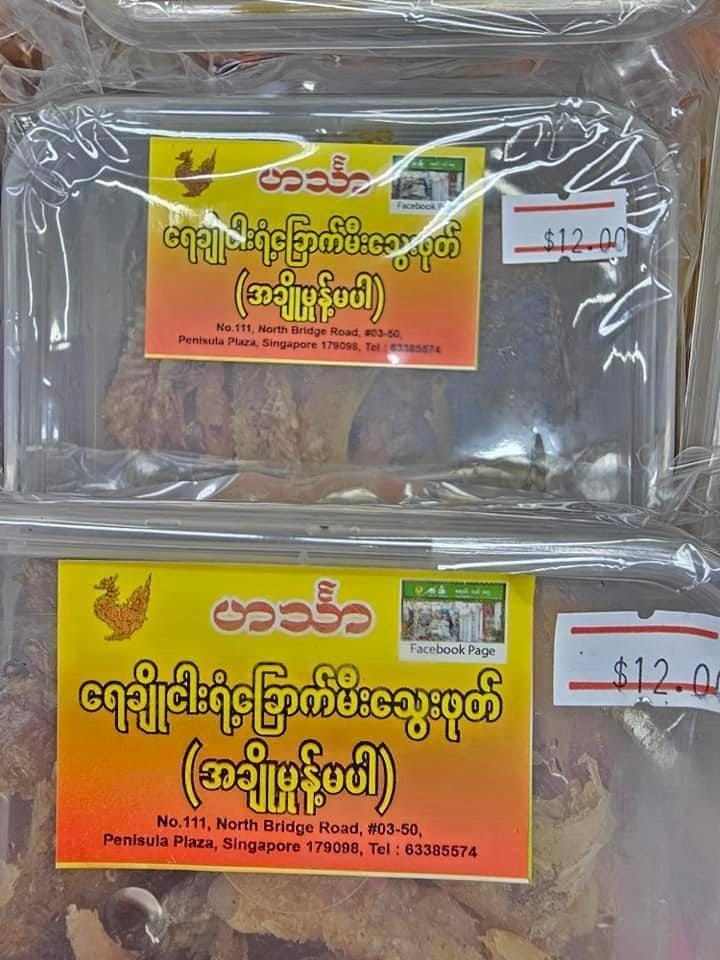 ဟင်္သာ
Facebook Page
ရေချိုငါးရံ့ခြောက်မီးသွေးဖုတ်
(အချိုမှုန့်မပါ)
No.111, North Bridge Road, #03-50,
Penisula Plaza, Singapore 179098, Tel : 63385574
$12.00
ဟင်္သာ
Facebook Page
ရေချိုငါးရံ့ခြောက်မီးသွေးဖုတ်
(အချိုမှုန့်မပါ)
No.111, North Bridge Road, #03-50,
Penisula Plaza, Singapore 179098, Tel : 63385574
$12.00